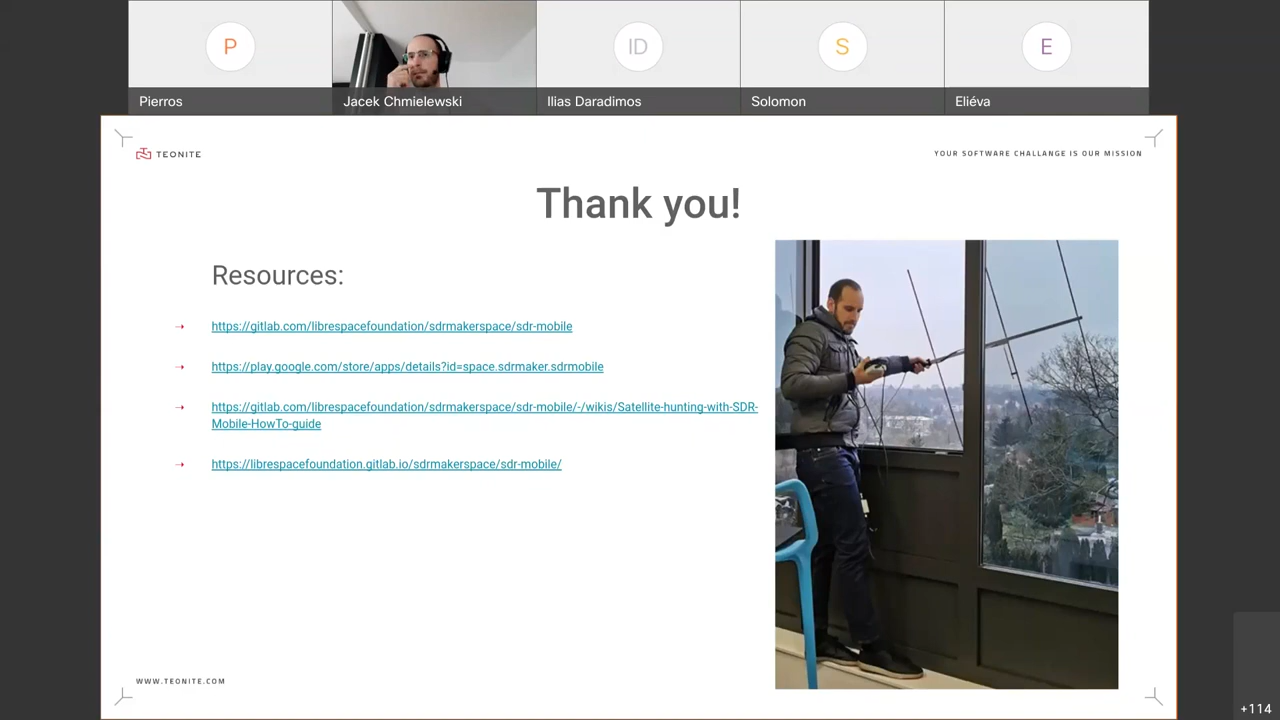 P
ID
S
E
Pierros
Jacek Chmielewski
Ilias Daradimos
Solomon
Eliéva
TEONITE
YOUR SOFTWARE CHALLANGE IS OUR MISSION
Thank you!
Resources:
https://gitlab.com/librespacefoundation/sdrmakerspace/sdr-mobile
https://play.google.com/store/apps/details?id=space.sdrmaker.sdrmobile
https://gitlab.com/librespacefoundation/sdrmakerspace/sdr-mobile/-/wikis/Satellite-hunting-with-SDR-
Mobile-HowTo-guide
https://librespacefoundation.gitlab.io/sdrmakerspace/sdr-mobile/
WWW.TEONITE.COM
+114